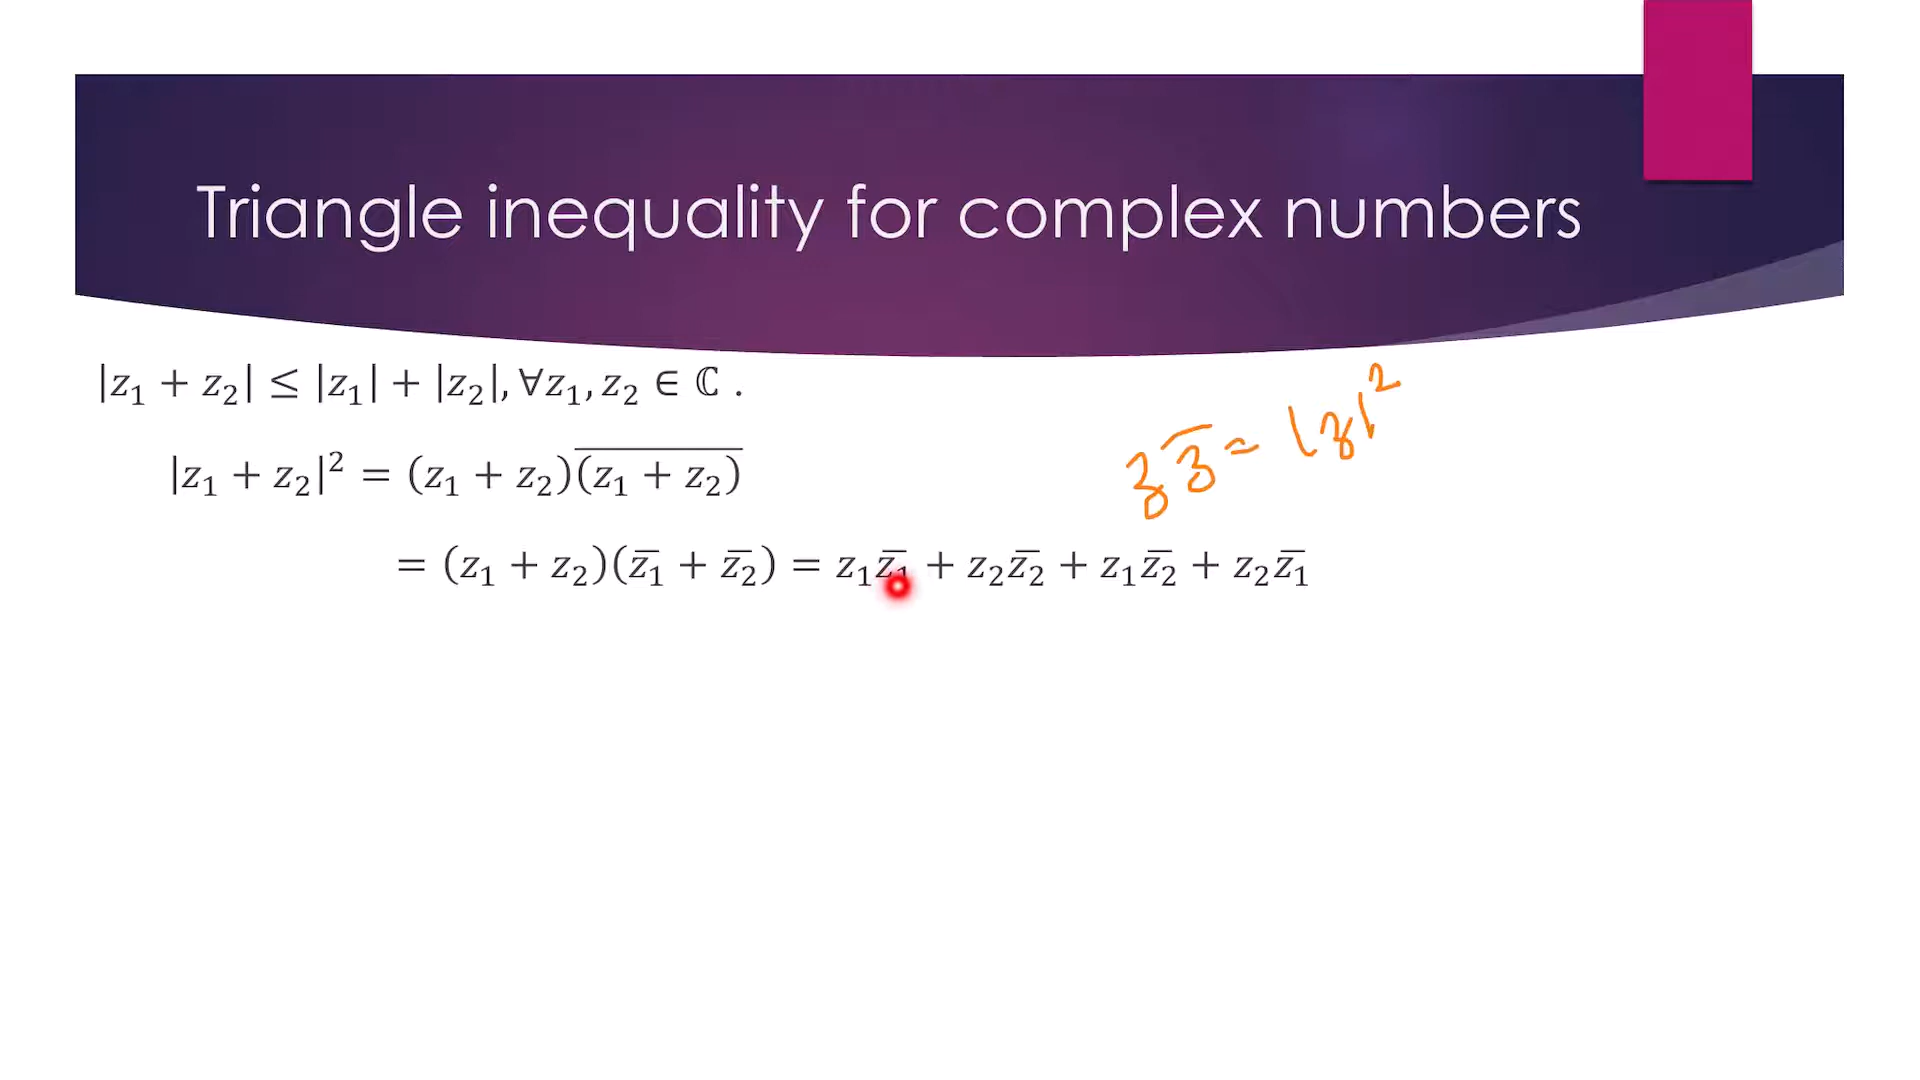 Triangle inequality for complex numbers
|z₁ + z₂| ≤ |z₁| + |z₂|, ∀z₁, z₂ ∈ ℂ .
z z̅ = |z|²
|z₁ + z₂|² = (z₁ + z₂)(z₁ + z₂)̅
= (z₁ + z₂)(z̅₁ + z̅₂) = z₁z̅₁ + z₂z̅₂ + z₁z̅₂ + z₂z̅₁